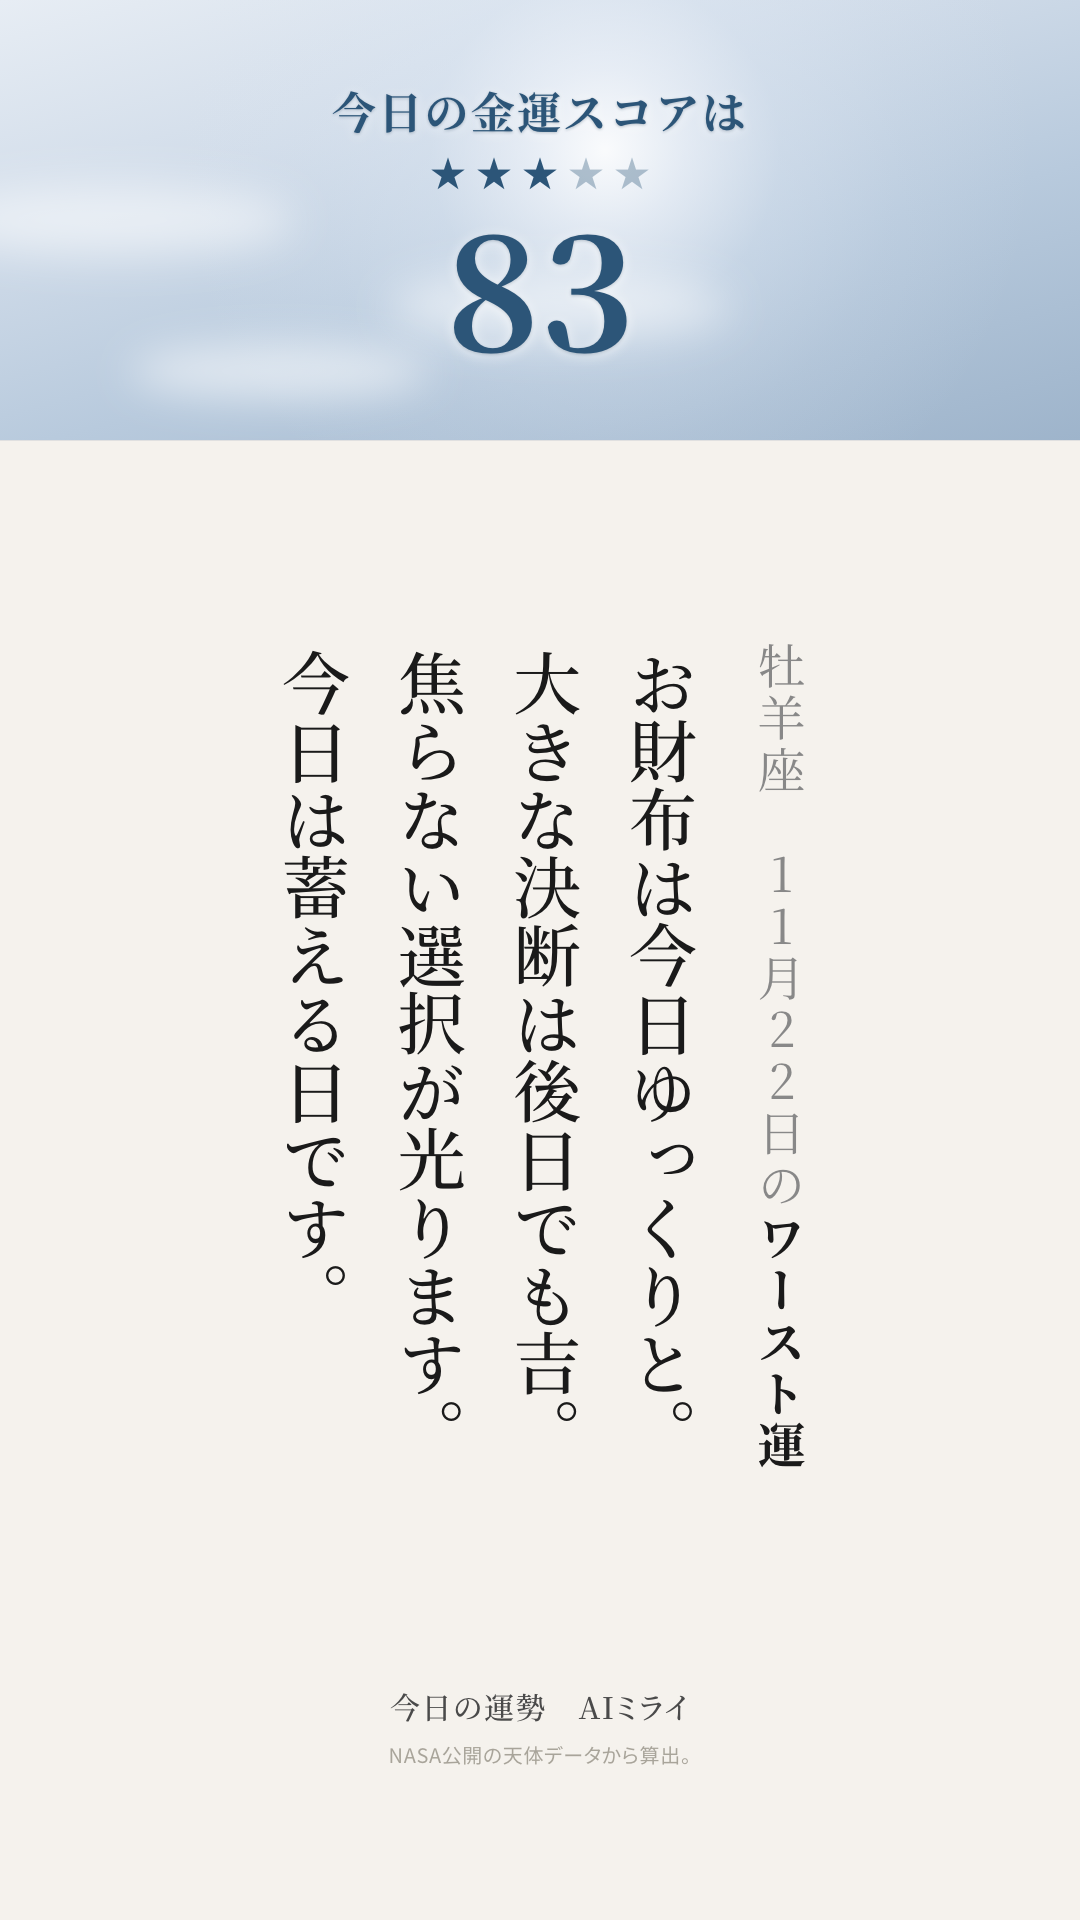 今日の金運スコアは
★★★★★
83
牡羊座　11月22日のワースト運
お財布は今日ゆっくりと。
大きな決断は後日でも吉。
焦らない選択が光ります。
今日は蓄える日です。
今日の運勢　AIミライ
NASA公開の天体データから算出。